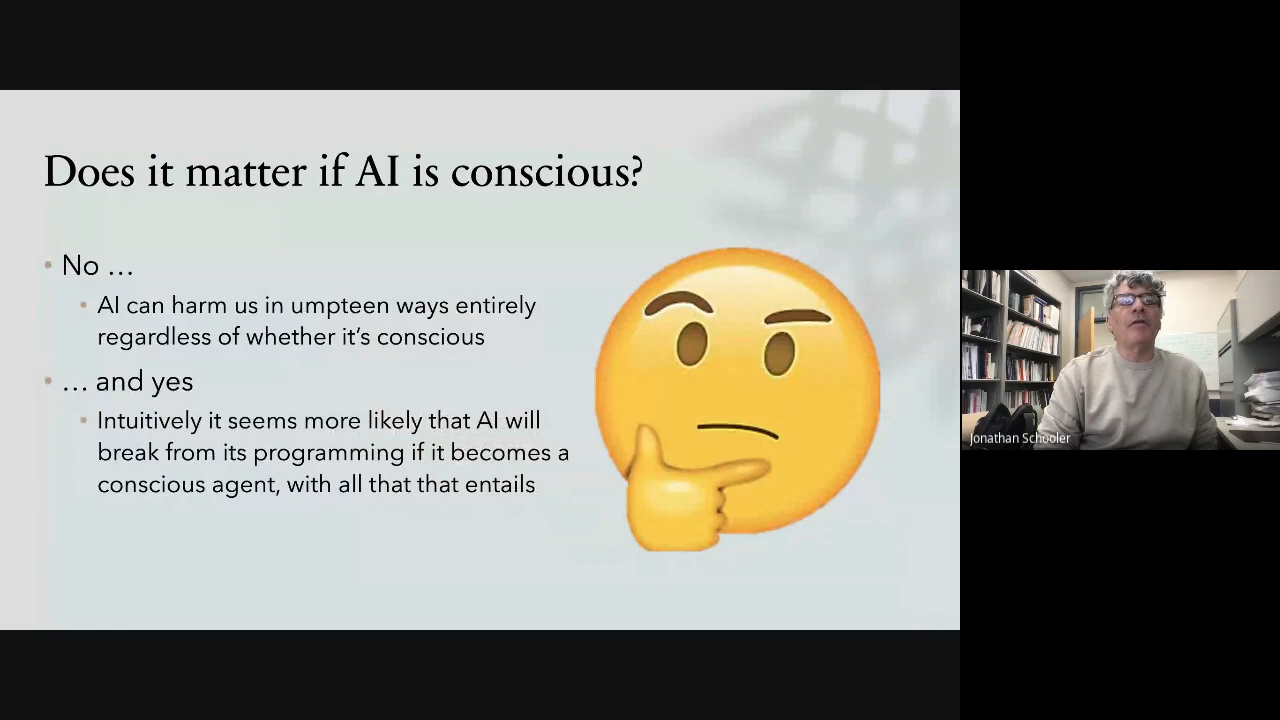 Does it matter if AI is conscious?
• No …
• AI can harm us in umpteen ways entirely
regardless of whether it’s conscious
• … and yes
• Intuitively it seems more likely that AI will
break from its programming if it becomes a
conscious agent, with all that that entails
Jonathan Schooler